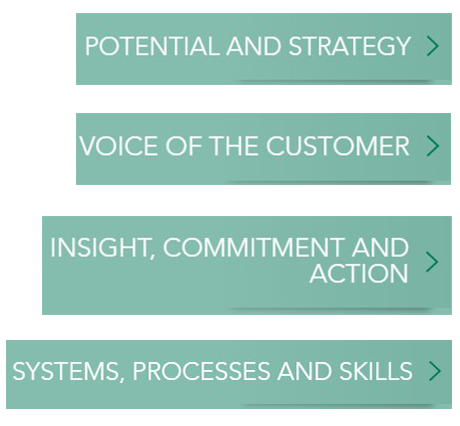 POTENTIAL AND STRATEGY
VOICE OF THE CUSTOMER
INSIGHT, COMMITMENT AND
ACTION
SYSTEMS, PROCESSES AND SKILLS